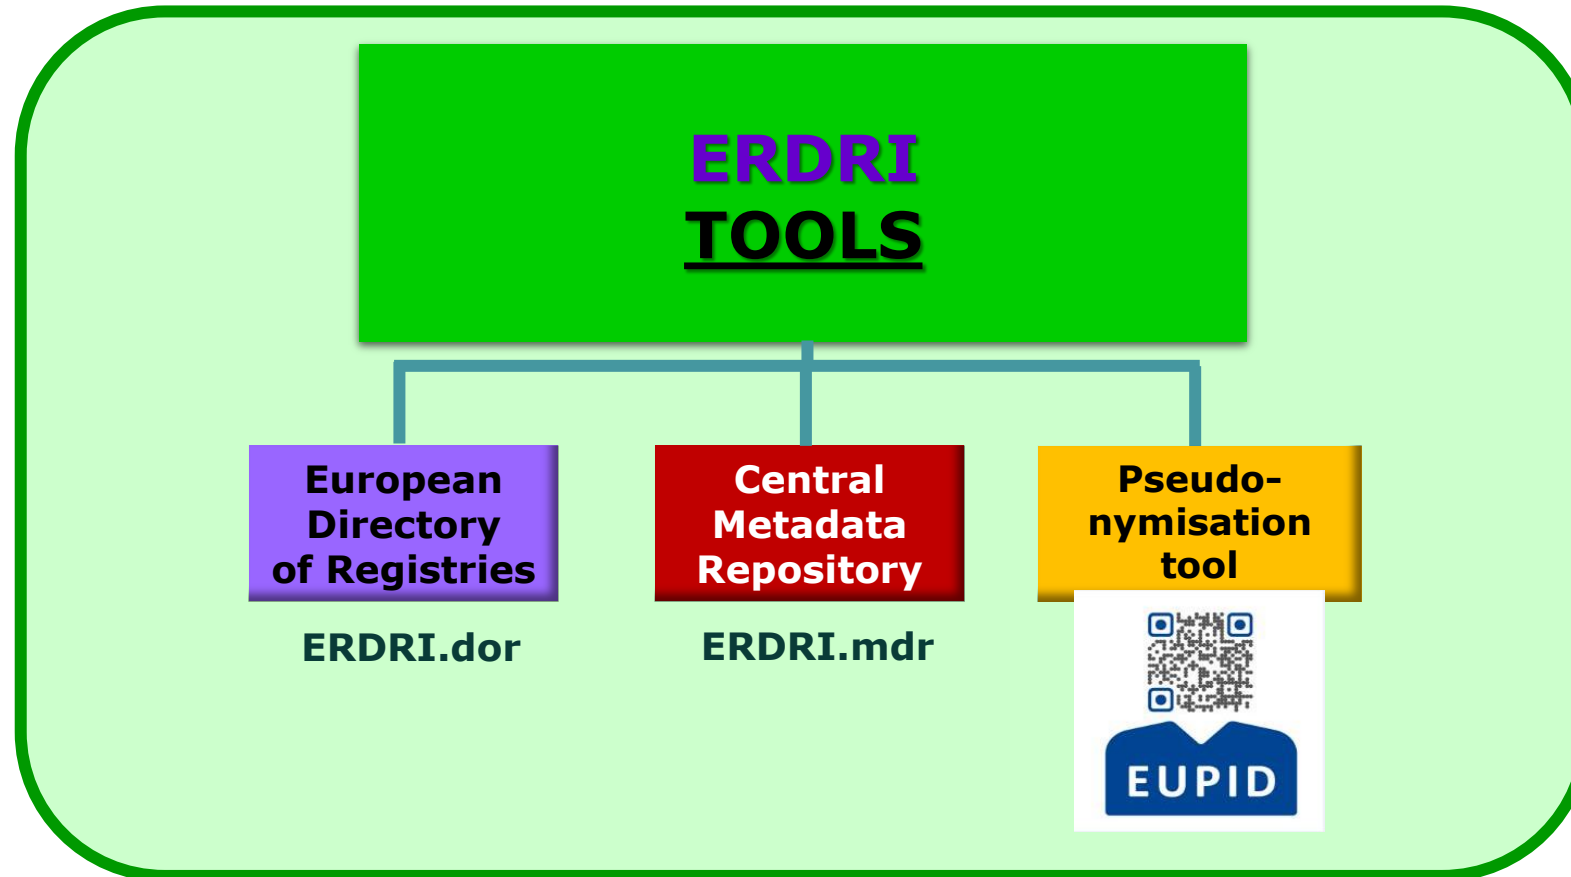 ERDRI
TOOLS
European
Directory
of Registries
ERDRI.dor
Central
Metadata
Repository
ERDRI.mdr
Pseudo-
nymisation
tool
EUPID